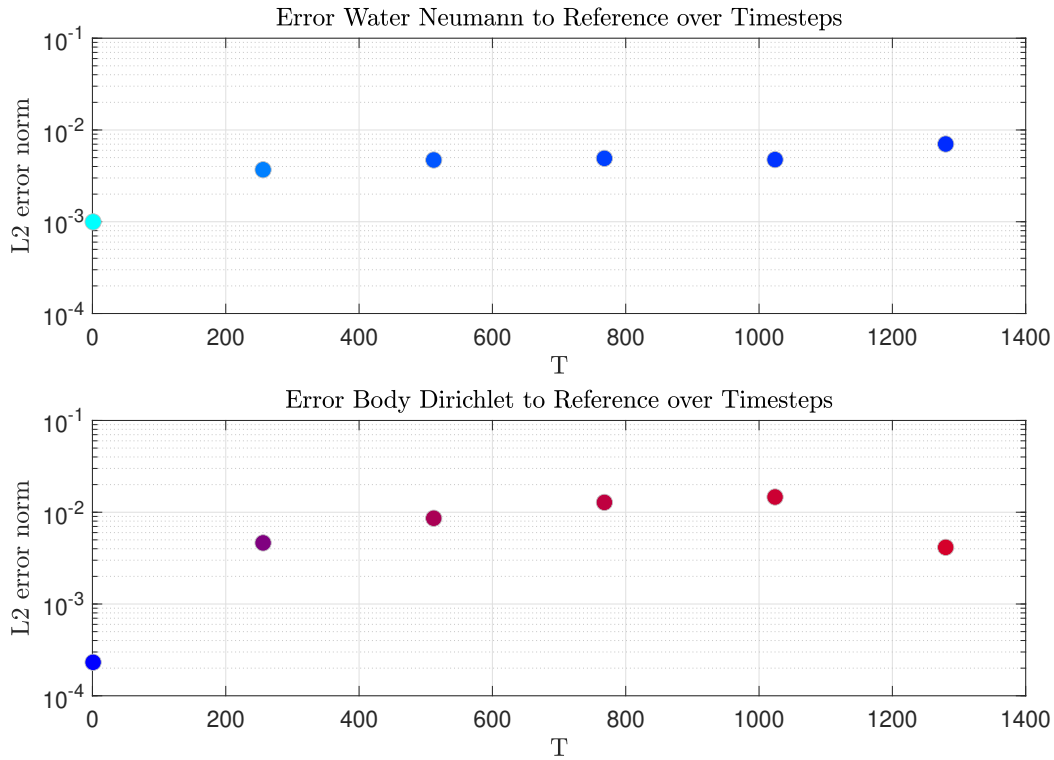 Error Water Neumann to Reference over Timesteps
10^-1
10^-2
10^-3
10^-4
L2 error norm
0 200 400 600 800 1000 1200 1400
T
Error Body Dirichlet to Reference over Timesteps
10^-1
10^-2
10^-3
10^-4
L2 error norm
0 200 400 600 800 1000 1200 1400
T